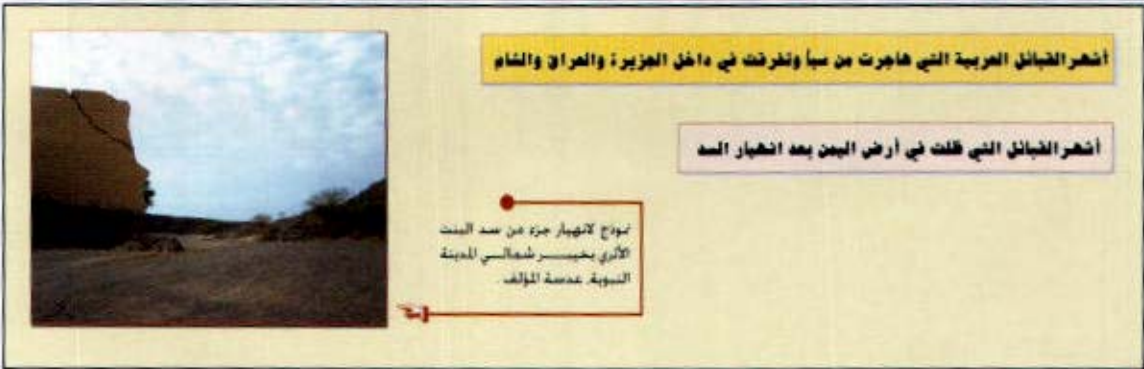 أشهر القبائل العربية التي هاجرت من سبأ وتفرقت في داخل الجزيرة والعراق والشام
أشهر القبائل التي ظلت في أرض اليمن بعد انهيار السد
نموذج لانهيار جزء من سد البنت
الأثري بخيبر شمالي المدينة
النبوية. عدسة المؤلف.